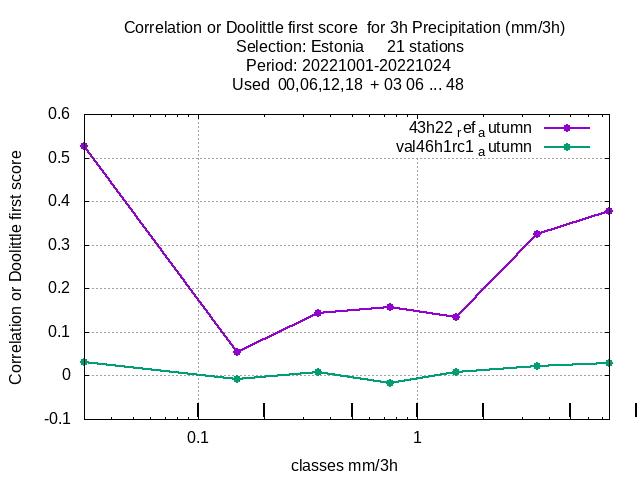 Correlation or Doolittle first score  for 3h Precipitation (mm/3h)
Selection: Estonia     21 stations
Period: 20221001-20221024
Used  00,06,12,18  + 03 06 ... 48
43h22 refautumn
val46h1rc1 autumn
Correlation or Doolittle first score
0.6
0.5
0.4
0.3
0.2
0.1
0
-0.1
0.1
1
classes mm/3h